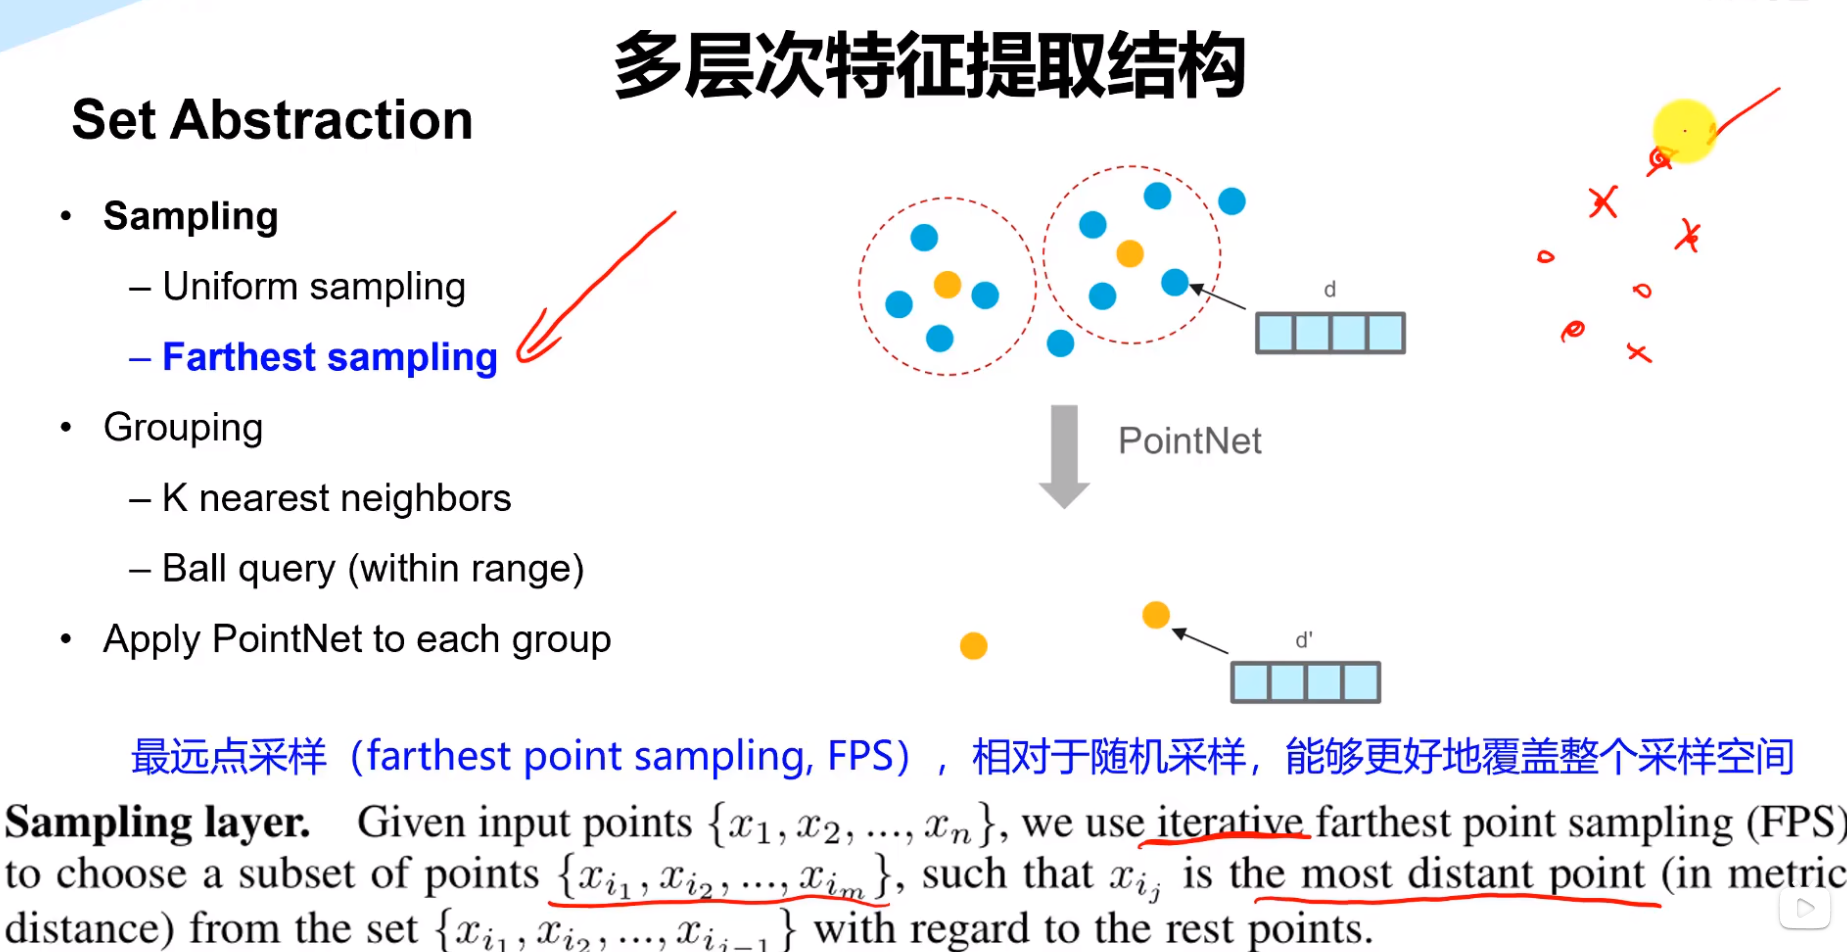 多层次特征提取结构
Set Abstraction
• Sampling
– Uniform sampling
– Farthest sampling
• Grouping
– K nearest neighbors
– Ball query (within range)
• Apply PointNet to each group
d
PointNet
d'
最远点采样（farthest point sampling, FPS），相对于随机采样，能够更好地覆盖整个采样空间
Sampling layer. Given input points {x₁, x₂, ..., xₙ}, we use iterative farthest point sampling (FPS)
to choose a subset of points {x_{i_1}, x_{i_2}, ..., x_{i_m}}, such that x_{i_j} is the most distant point (in metric
distance) from the set {x_{i_1}, x_{i_2}, ..., x_{i_{j-1}}} with regard to the rest points.